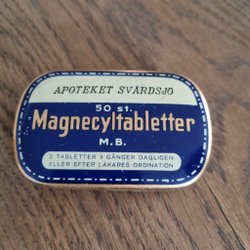 APOTEKET SVÄRDSJÖ
50 st.
Magnecyltabletter
M.B.
2 TABLETTER 3 GÅNGER DAGLIGEN
ELLER EFTER LÄKARES ORDINATION